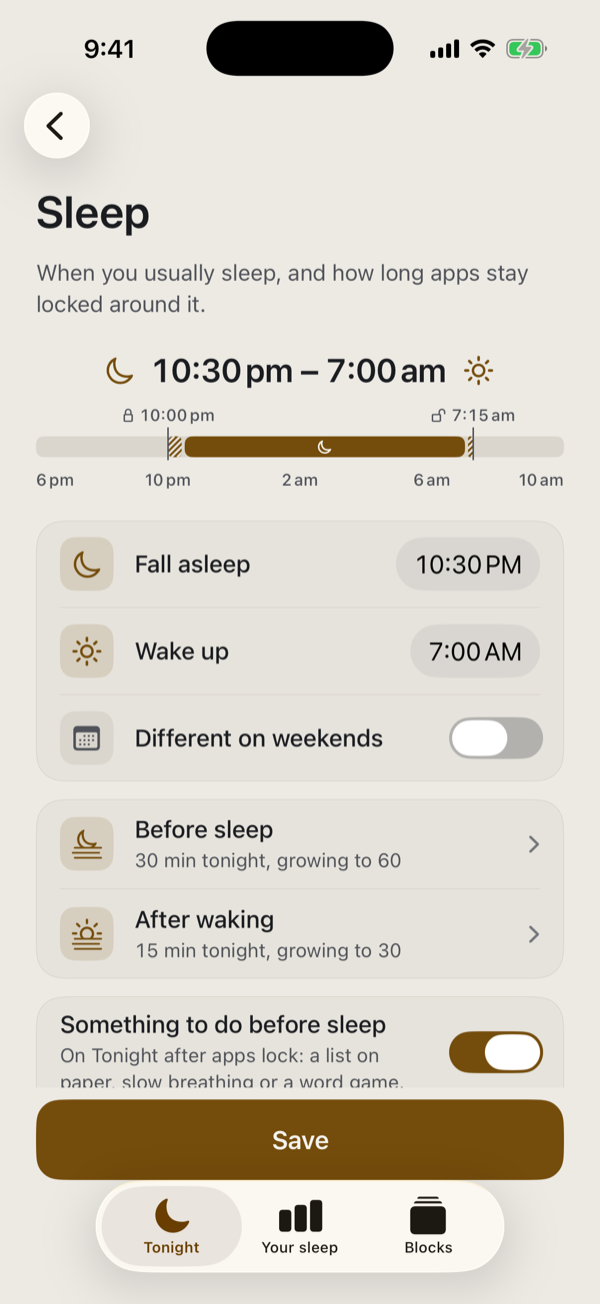 9:41
Sleep
When you usually sleep, and how long apps stay
locked around it.
10:30 pm – 7:00 am
10:00 pm
7:15 am
6 pm
10 pm
2 am
6 am
10 am
Fall asleep
10:30 PM
Wake up
7:00 AM
Different on weekends
Before sleep
30 min tonight, growing to 60
After waking
15 min tonight, growing to 30
Something to do before sleep
On Tonight after apps lock: a list on
paper, slow breathing or a word game.
Save
Tonight
Your sleep
Blocks